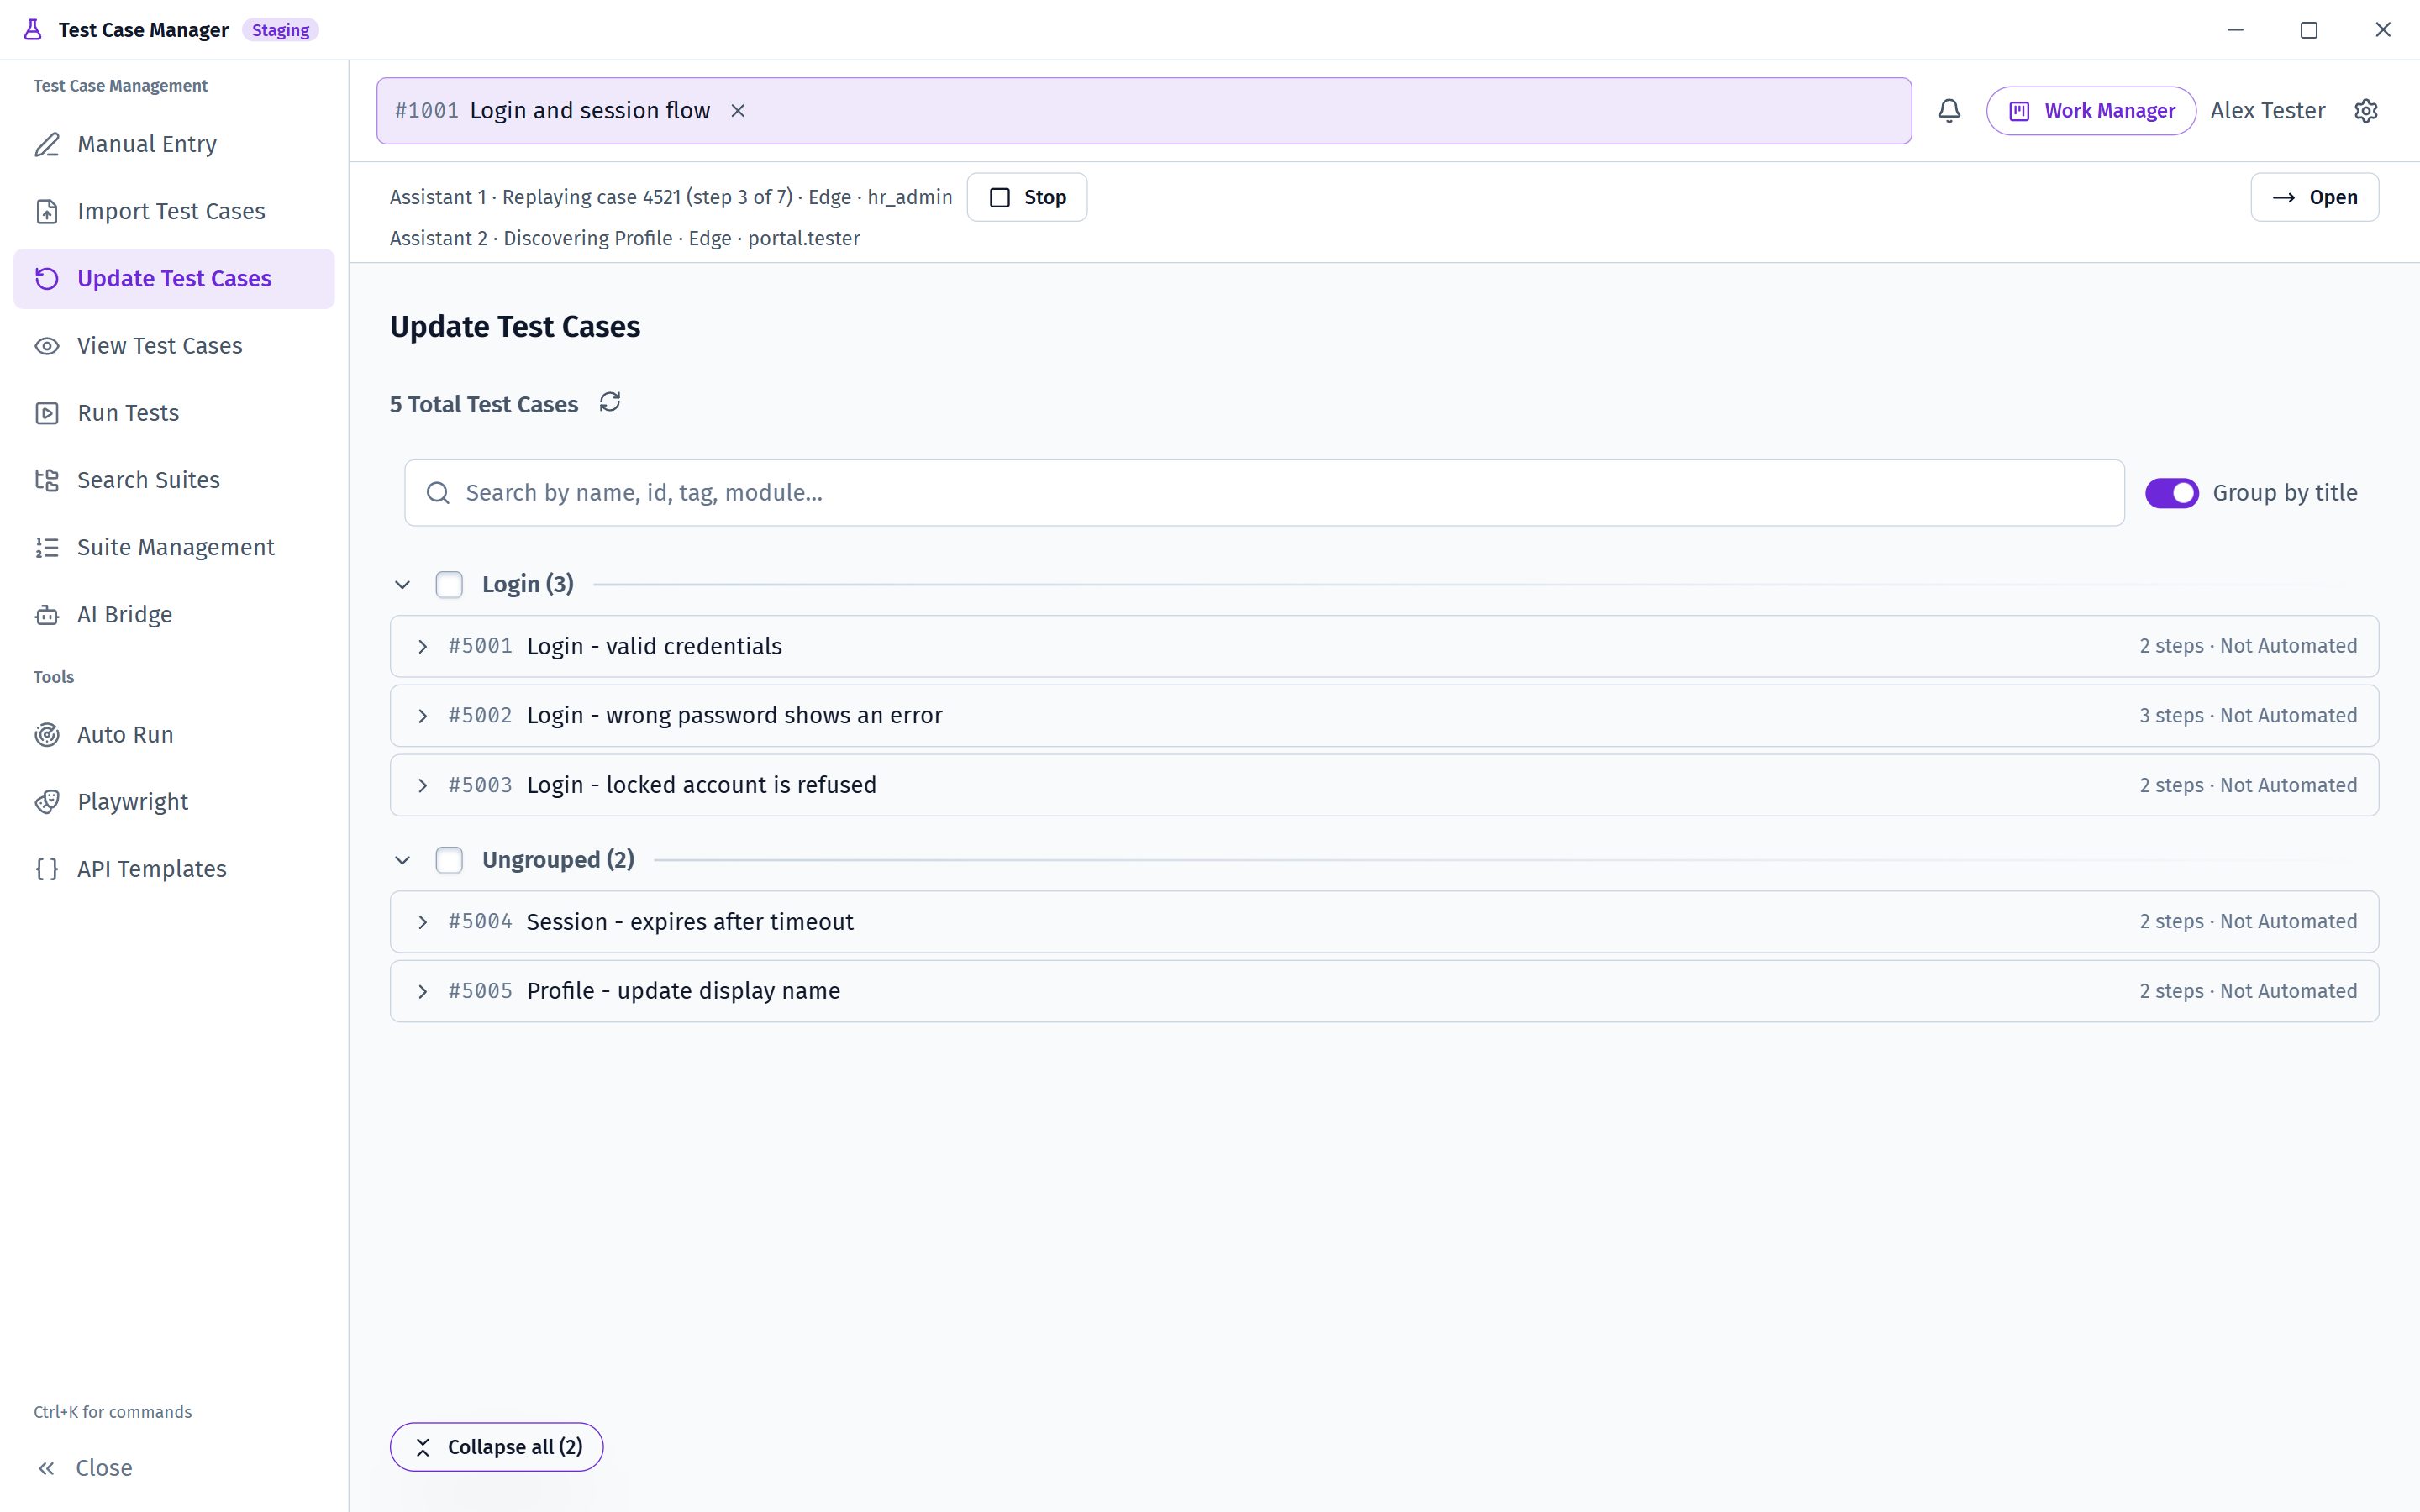 Test Case Manager Staging
Test Case Management
Manual Entry
Import Test Cases
Update Test Cases
View Test Cases
Run Tests
Search Suites
Suite Management
AI Bridge
Tools
Auto Run
Playwright
API Templates
Ctrl+K for commands
Close
#1001 Login and session flow
Work Manager
Alex Tester
Assistant 1 · Replaying case 4521 (step 3 of 7) · Edge · hr_admin Stop Open
Assistant 2 · Discovering Profile · Edge · portal.tester
Update Test Cases
5 Total Test Cases
Search by name, id, tag, module... Group by title
Login (3)
#5001 Login - valid credentials 2 steps · Not Automated
#5002 Login - wrong password shows an error 3 steps · Not Automated
#5003 Login - locked account is refused 2 steps · Not Automated
Ungrouped (2)
#5004 Session - expires after timeout 2 steps · Not Automated
#5005 Profile - update display name 2 steps · Not Automated
Collapse all (2)